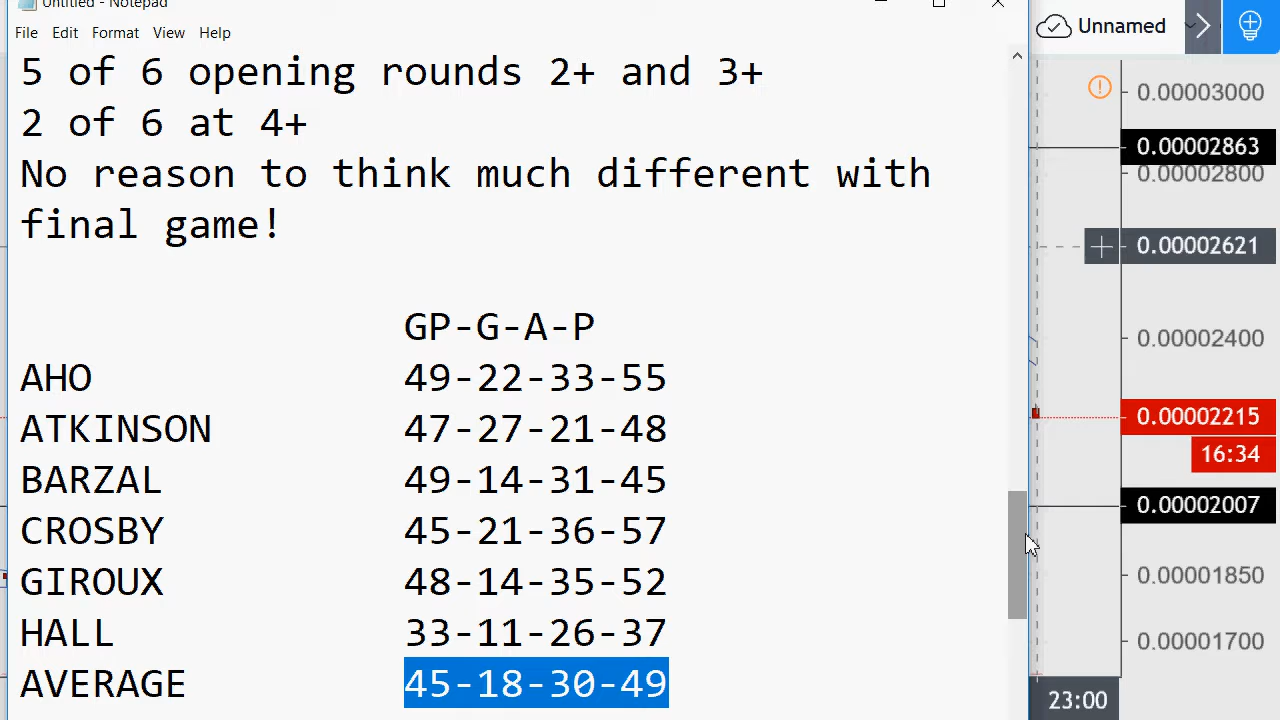 Untitled - Notepad
File Edit Format View Help
5 of 6 opening rounds 2+ and 3+
2 of 6 at 4+
No reason to think much different with
final game!
GP-G-A-P
AHO 49-22-33-55
ATKINSON 47-27-21-48
BARZAL 49-14-31-45
CROSBY 45-21-36-57
GIROUX 48-14-35-52
HALL 33-11-26-37
AVERAGE 45-18-30-49
Unnamed
0.00003000
0.00002863
0.00002800
0.00002621
0.00002400
0.00002215
16:34
0.00002007
0.00001850
0.00001700
23:00